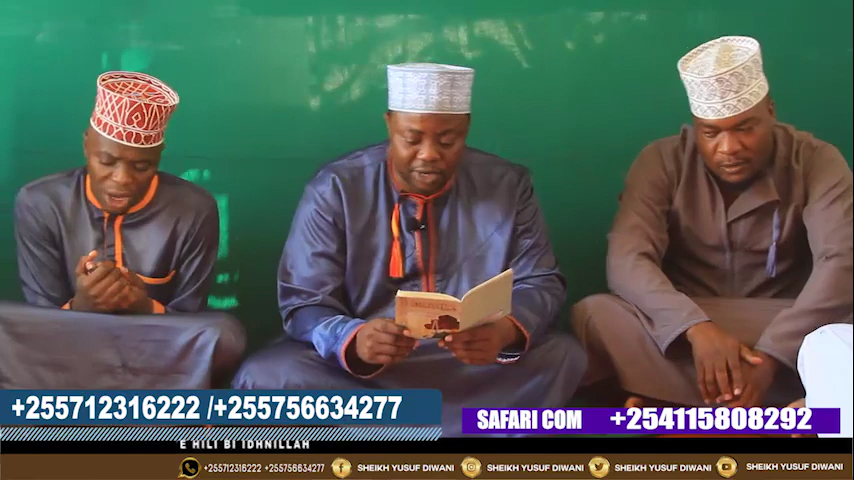 +255712316222 /+255756634277
SAFARI COM +254115808292
E HILI BI IDHNILLAH
+255712316222 +255756634277 SHEIKH YUSUF DIWANI SHEIKH YUSUF DIWANI SHEIKH YUSUF DIWANI SHEIKH YUSUF DIWANI